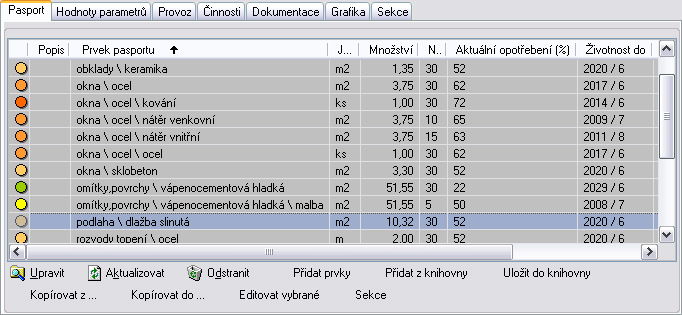 Pasport Hodnoty parametrů Provoz Činnosti Dokumentace Grafika Sekce
Popis Prvek pasportu J... Množství N... Aktuální opotřebení (%) Životnost do
obklady \ keramika m2 1,35 30 52 2020 / 6
okna \ ocel m2 3,75 30 62 2017 / 6
okna \ ocel \ kování ks 1,00 30 72 2014 / 6
okna \ ocel \ nátěr venkovní m2 3,75 10 65 2009 / 7
okna \ ocel \ nátěr vnitřní m2 3,75 15 63 2011 / 8
okna \ ocel \ ocel ks 1,00 30 62 2017 / 6
okna \ sklobeton m2 3,30 30 52 2020 / 6
omítky,povrchy \ vápenocementová hladká m2 51,55 30 22 2029 / 6
omítky,povrchy \ vápenocementová hladká \ malba m2 51,55 5 50 2008 / 7
podlaha \ dlažba slinutá m2 10,32 30 52 2020 / 6
rozvody topení \ ocel m 2,00 30 52 2020 / 6
Upravit Aktualizovat Odstranit Přidat prvky Přidat z knihovny Uložit do knihovny
Kopírovat z ... Kopírovat do ... Editovat vybrané Sekce